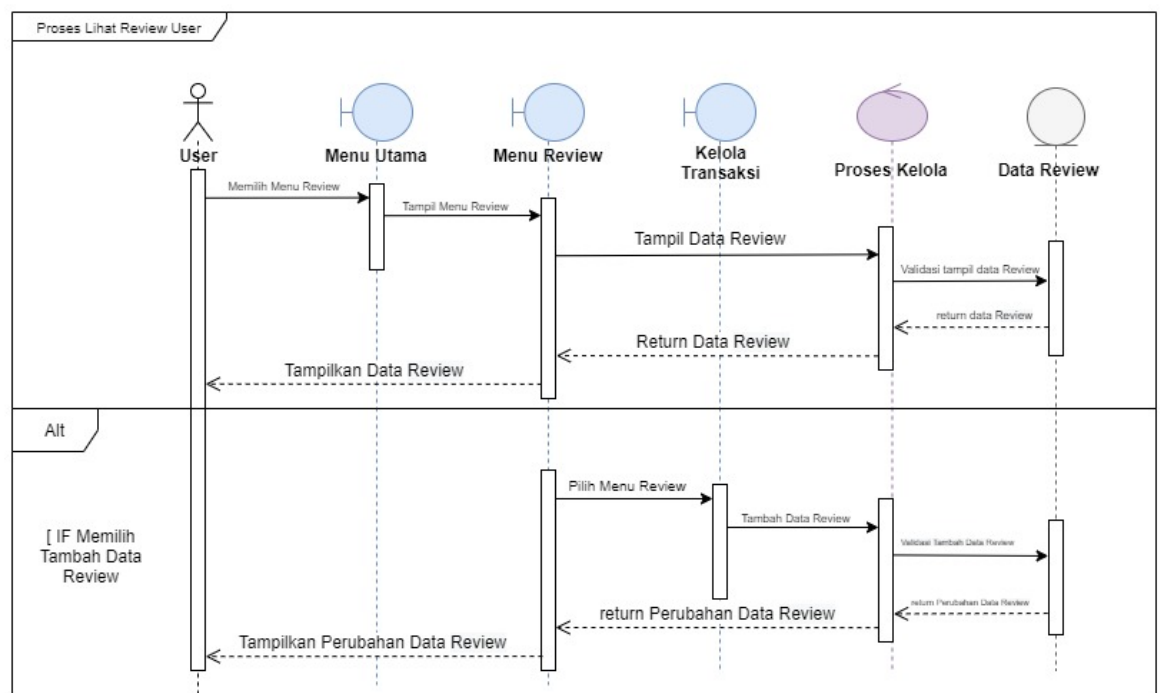 Proses Lihat Review User
User
Menu Utama
Menu Review
Kelola
Transaksi
Proses Kelola
Data Review
Memilih Menu Review
Tampil Menu Review
Tampil Data Review
Validasi tampil data Review
return data Review
Return Data Review
Tampilkan Data Review
Alt
[ IF Memilih
Tambah Data
Review
Pilih Menu Review
Tambah Data Review
Validasi Tambah Data Review
return Perubahan Data Review
return Perubahan Data Review
Tampilkan Perubahan Data Review